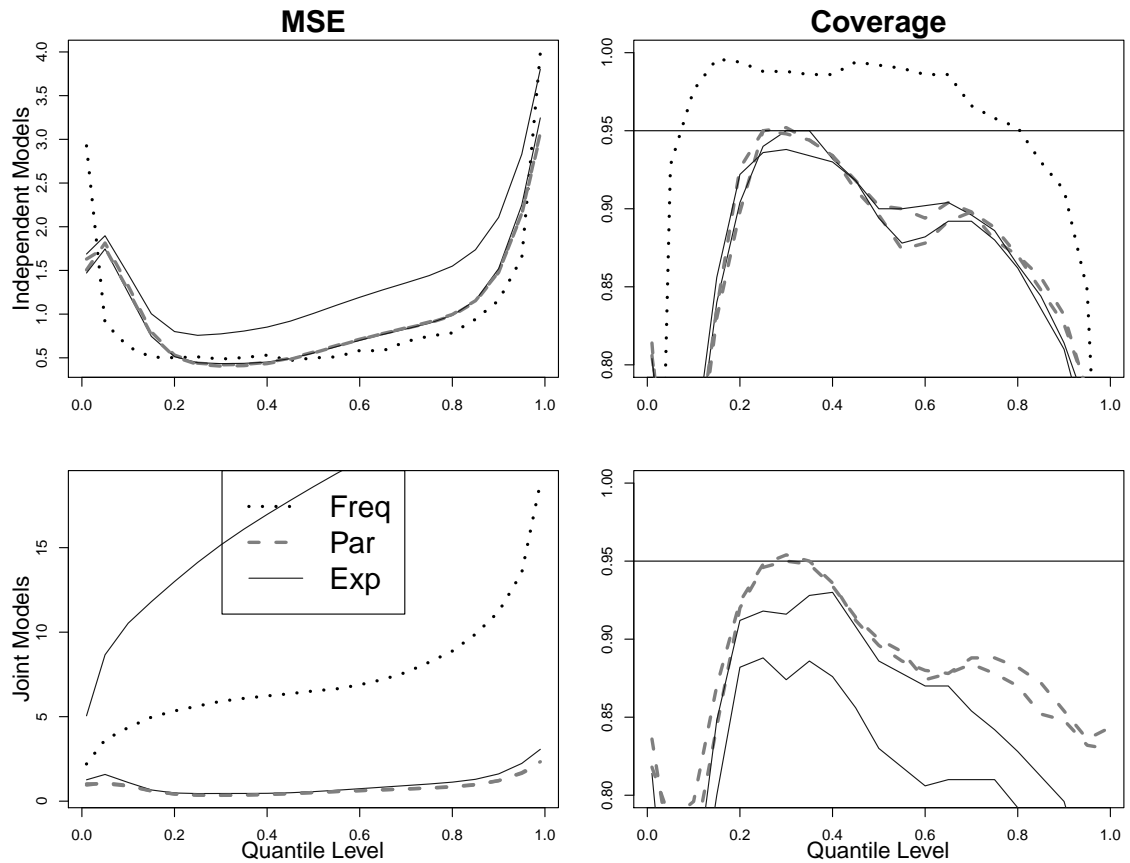 MSE
Coverage
Independent Models
0.5 1.0 1.5 2.0 2.5 3.0 3.5 4.0
0.0 0.2 0.4 0.6 0.8 1.0
0.80 0.85 0.90 0.95 1.00
0.0 0.2 0.4 0.6 0.8 1.0
Joint Models
0 5 10 15
Freq
Par
Exp
0.0 0.2 0.4 0.6 0.8 1.0
Quantile Level
0.80 0.85 0.90 0.95 1.00
0.0 0.2 0.4 0.6 0.8 1.0
Quantile Level